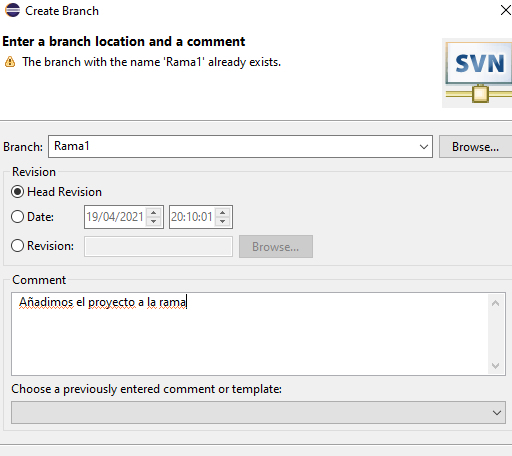 Create Branch
Enter a branch location and a comment
The branch with the name 'Rama1' already exists.
SVN
Branch: Rama1 Browse...
Revision
Head Revision
Date: 19/04/2021 20:10:01
Revision: Browse...
Comment
Añadimos el proyecto a la rama
Choose a previously entered comment or template: